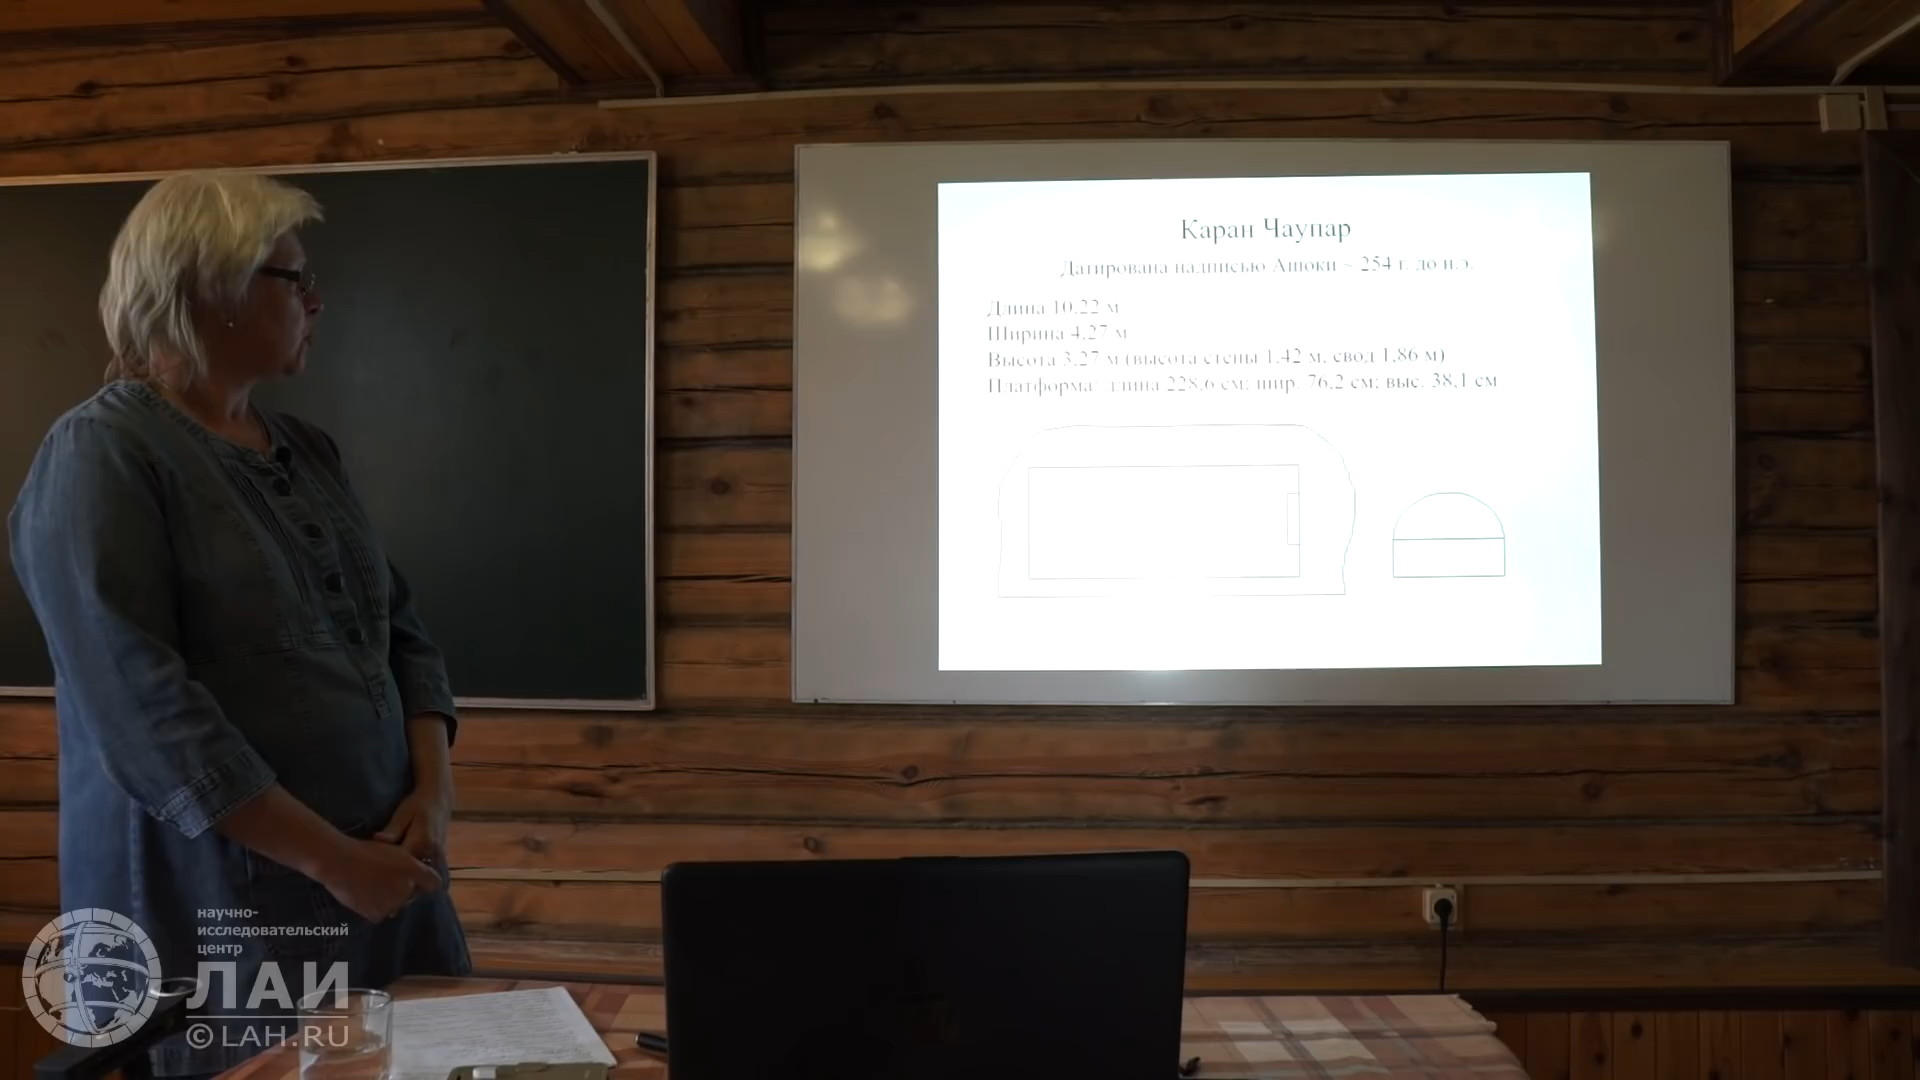 Каран Чаупар
Датирована надписью Ашоки ~ 254 г. до н.э.
Длина 10,22 м
Ширина 4,27 м
Высота 3,27 м (высота стены 1,42 м, свод 1,86 м)
Платформа: длина 228,6 см; шир. 76,2 см; выс. 38,1 см
научно-
исследовательский
центр
ЛАИ
© LAH.RU